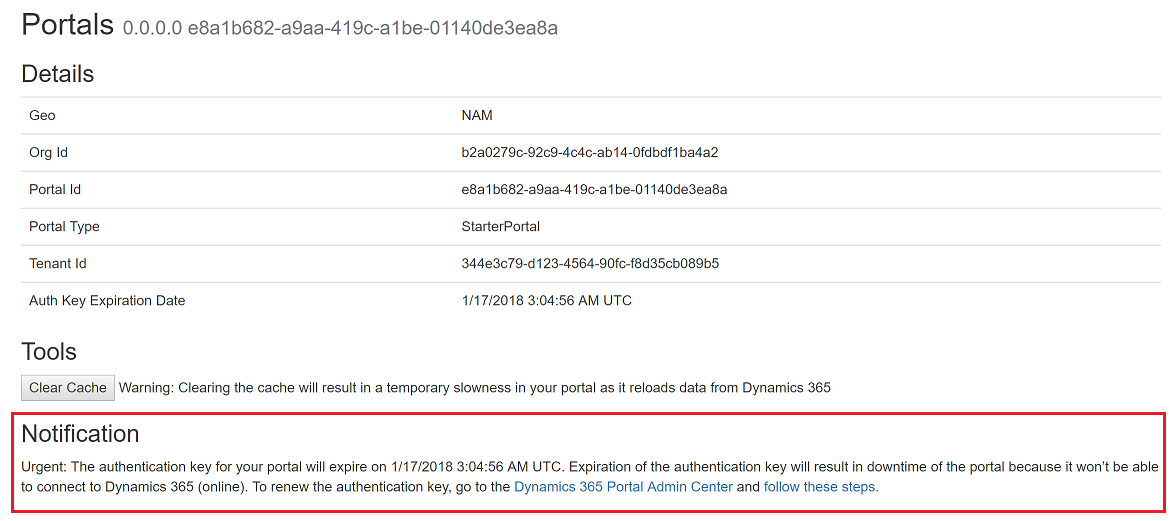 Portals 0.0.0.0 e8a1b682-a9aa-419c-a1be-01140de3ea8a
Details
Geo NAM
Org Id b2a0279c-92c9-4c4c-ab14-0fdbdf1ba4a2
Portal Id e8a1b682-a9aa-419c-a1be-01140de3ea8a
Portal Type StarterPortal
Tenant Id 344e3c79-d123-4564-90fc-f8d35cb089b5
Auth Key Expiration Date 1/17/2018 3:04:56 AM UTC
Tools
Clear Cache Warning: Clearing the cache will result in a temporary slowness in your portal as it reloads data from Dynamics 365
Notification
Urgent: The authentication key for your portal will expire on 1/17/2018 3:04:56 AM UTC. Expiration of the authentication key will result in downtime of the portal because it won’t be able
to connect to Dynamics 365 (online). To renew the authentication key, go to the Dynamics 365 Portal Admin Center and follow these steps.